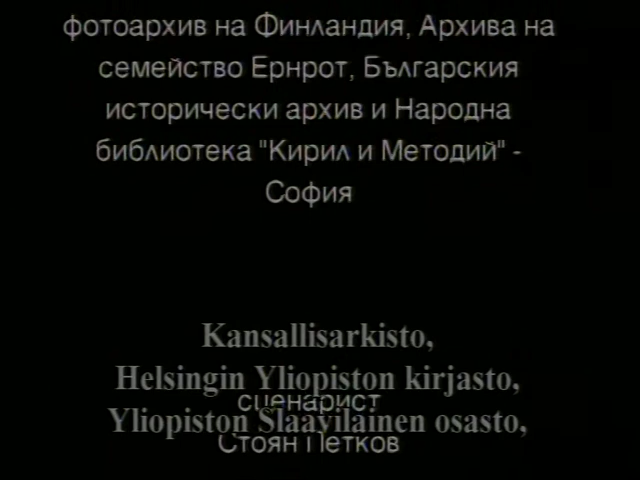 фотоархив на Финландия, Архива на
семейство Ернрот, Българския
исторически архив и Народна
библиотека "Кирил и Методий" -
София
Kansallisarkisto,
Helsingin Yliopiston kirjasto,
сценарист
Yliopiston Slaavilainen osasto,
Стоян Петков